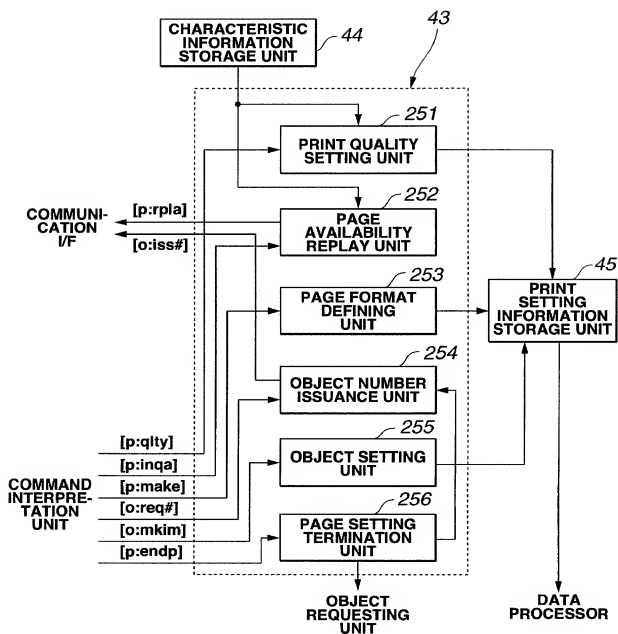 CHARACTERISTIC
INFORMATION
STORAGE UNIT
44
43
251
PRINT QUALITY
SETTING UNIT
252
PAGE
AVAILABILITY
REPLAY UNIT
COMMUNI-
CATION
I/F
[p:rpla]
[o:iss#]
253
PAGE FORMAT
DEFINING
UNIT
45
PRINT
SETTING
INFORMATION
STORAGE UNIT
254
OBJECT NUMBER
ISSUANCE UNIT
255
OBJECT SETTING
UNIT
256
PAGE SETTING
TERMINATION
UNIT
COMMAND
INTERPRE-
TATION
UNIT
[p:qlty]
[p:inqa]
[p:make]
[o:req#]
[o:mkim]
[p:endp]
OBJECT
REQUESTING
UNIT
DATA
PROCESSOR